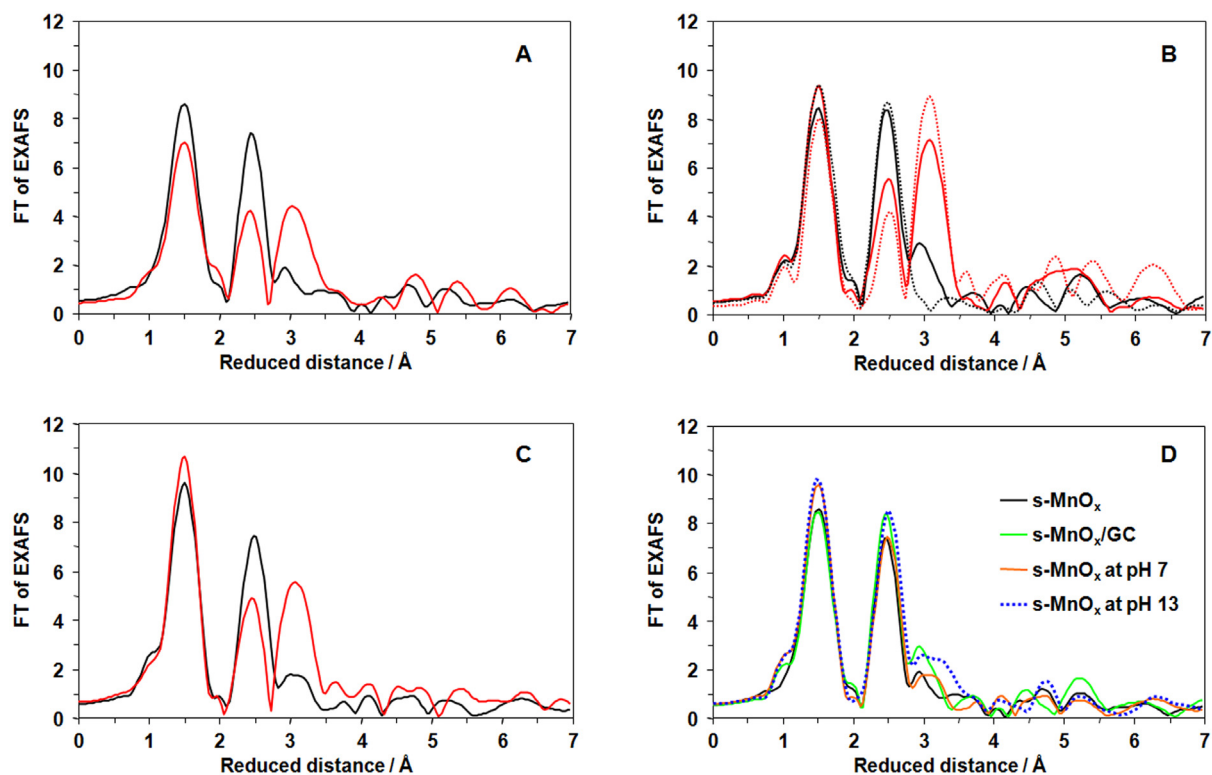 12
10
8
6
4
2
0
FT of EXAFS
A
0 1 2 3 4 5 6 7
Reduced distance / Å
12
10
8
6
4
2
0
FT of EXAFS
B
0 1 2 3 4 5 6 7
Reduced distance / Å
12
10
8
6
4
2
0
FT of EXAFS
C
0 1 2 3 4 5 6 7
Reduced distance / Å
12
10
8
6
4
2
0
FT of EXAFS
D
s-MnOₓ
s-MnOₓ/GC
s-MnOₓ at pH 7
s-MnOₓ at pH 13
0 1 2 3 4 5 6 7
Reduced distance / Å